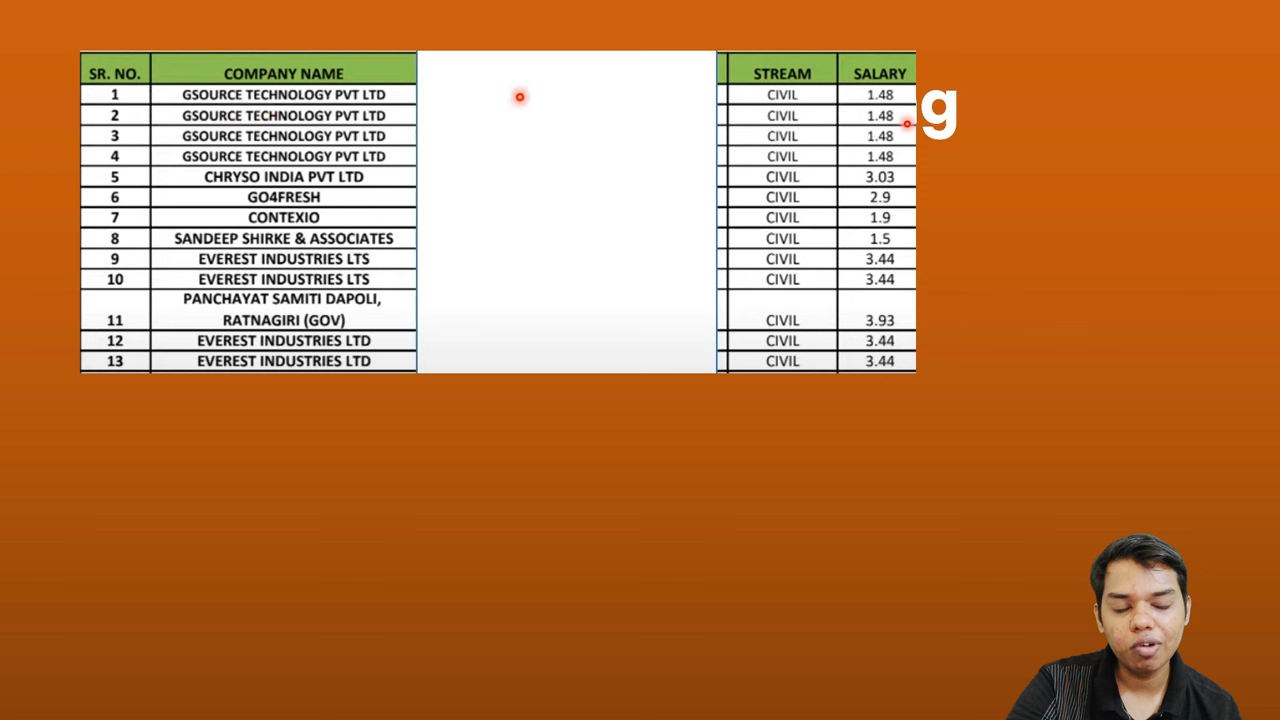 SR. NO. COMPANY NAME STREAM SALARY
1 GSOURCE TECHNOLOGY PVT LTD CIVIL 1.48
g
2 GSOURCE TECHNOLOGY PVT LTD CIVIL 1.48
3 GSOURCE TECHNOLOGY PVT LTD CIVIL 1.48
4 GSOURCE TECHNOLOGY PVT LTD CIVIL 1.48
5 CHRYSO INDIA PVT LTD CIVIL 3.03
6 GO4FRESH CIVIL 2.9
7 CONTEXIO CIVIL 1.9
8 SANDEEP SHIRKE & ASSOCIATES CIVIL 1.5
9 EVEREST INDUSTRIES LTS CIVIL 3.44
10 EVEREST INDUSTRIES LTS CIVIL 3.44
PANCHAYAT SAMITI DAPOLI,
11 RATNAGIRI (GOV) CIVIL 3.93
12 EVEREST INDUSTRIES LTD CIVIL 3.44
13 EVEREST INDUSTRIES LTD CIVIL 3.44